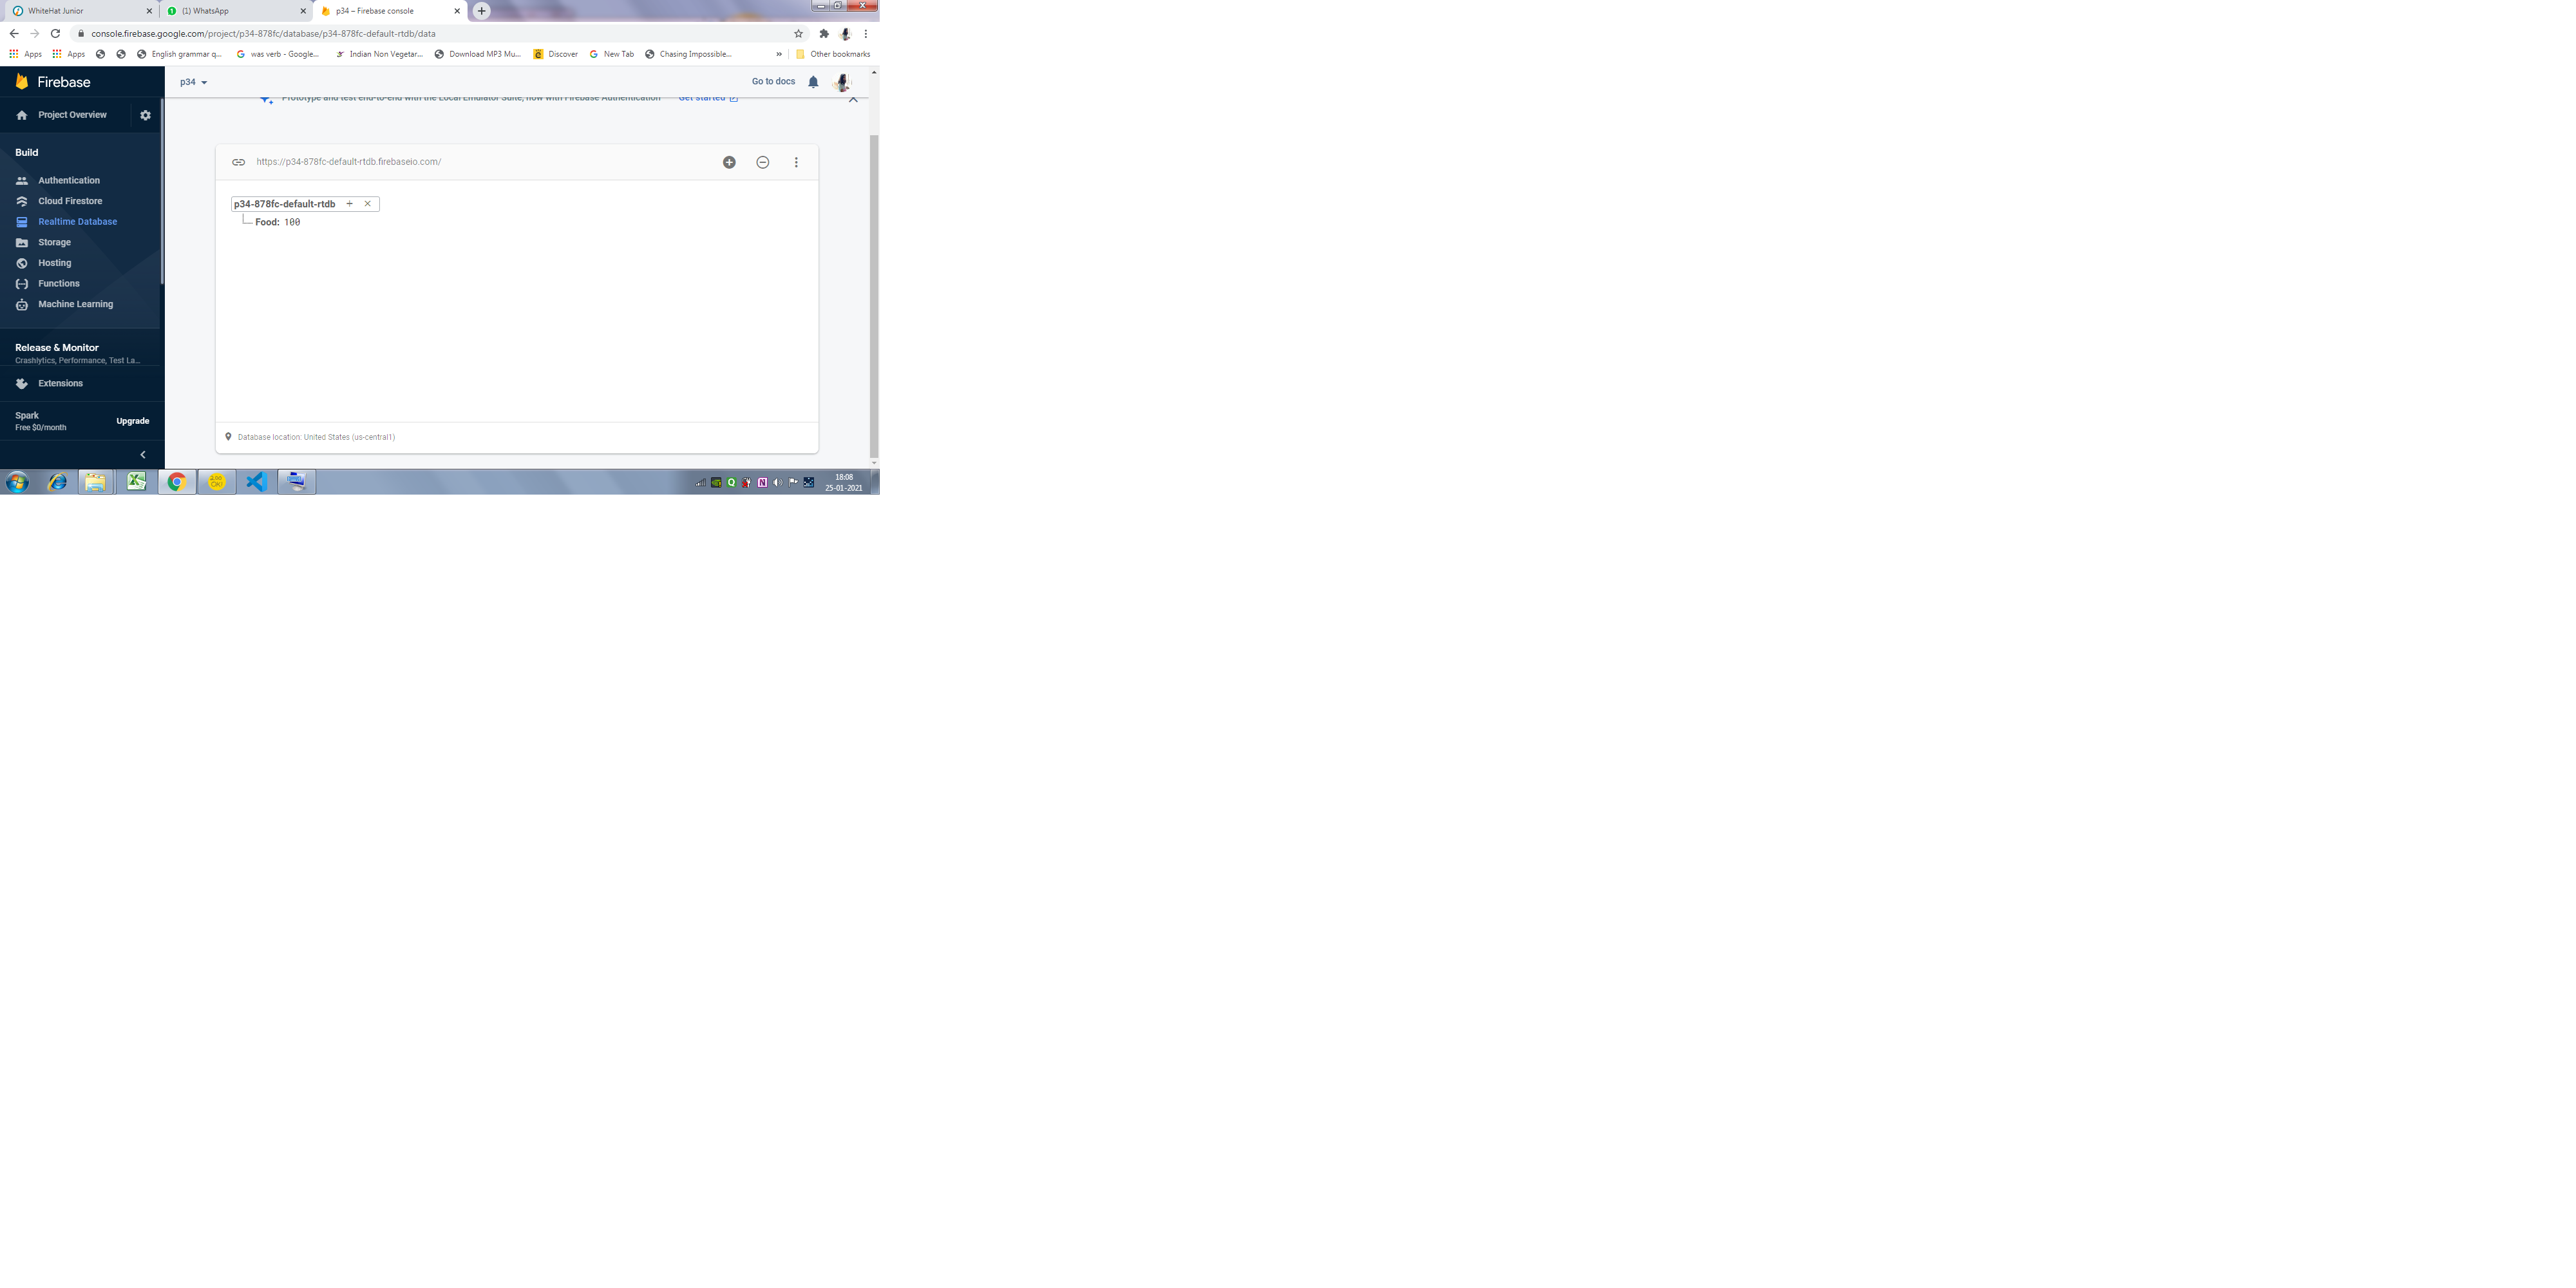 WhiteHat Junior
(1) WhatsApp
p34 – Firebase console
console.firebase.google.com/project/p34-878fc/database/p34-878fc-default-rtdb/data
Apps
Apps
English grammar q...
was verb - Google...
Indian Non Vegetar...
Download MP3 Mu...
Discover
New Tab
Chasing Impossible...
»
Other bookmarks
Firebase
p34
Go to docs
Prototype and test end-to-end with the Local Emulator Suite, now with Firebase Authentication
Get started
Project Overview
Build
Authentication
Cloud Firestore
Realtime Database
Storage
Hosting
Functions
Machine Learning
Release & Monitor
Crashlytics, Performance, Test La...
Extensions
Spark
Free $0/month
Upgrade
https://p34-878fc-default-rtdb.firebaseio.com/
p34-878fc-default-rtdb
Food: 100
Database location: United States (us-central1)
18:08
25-01-2021